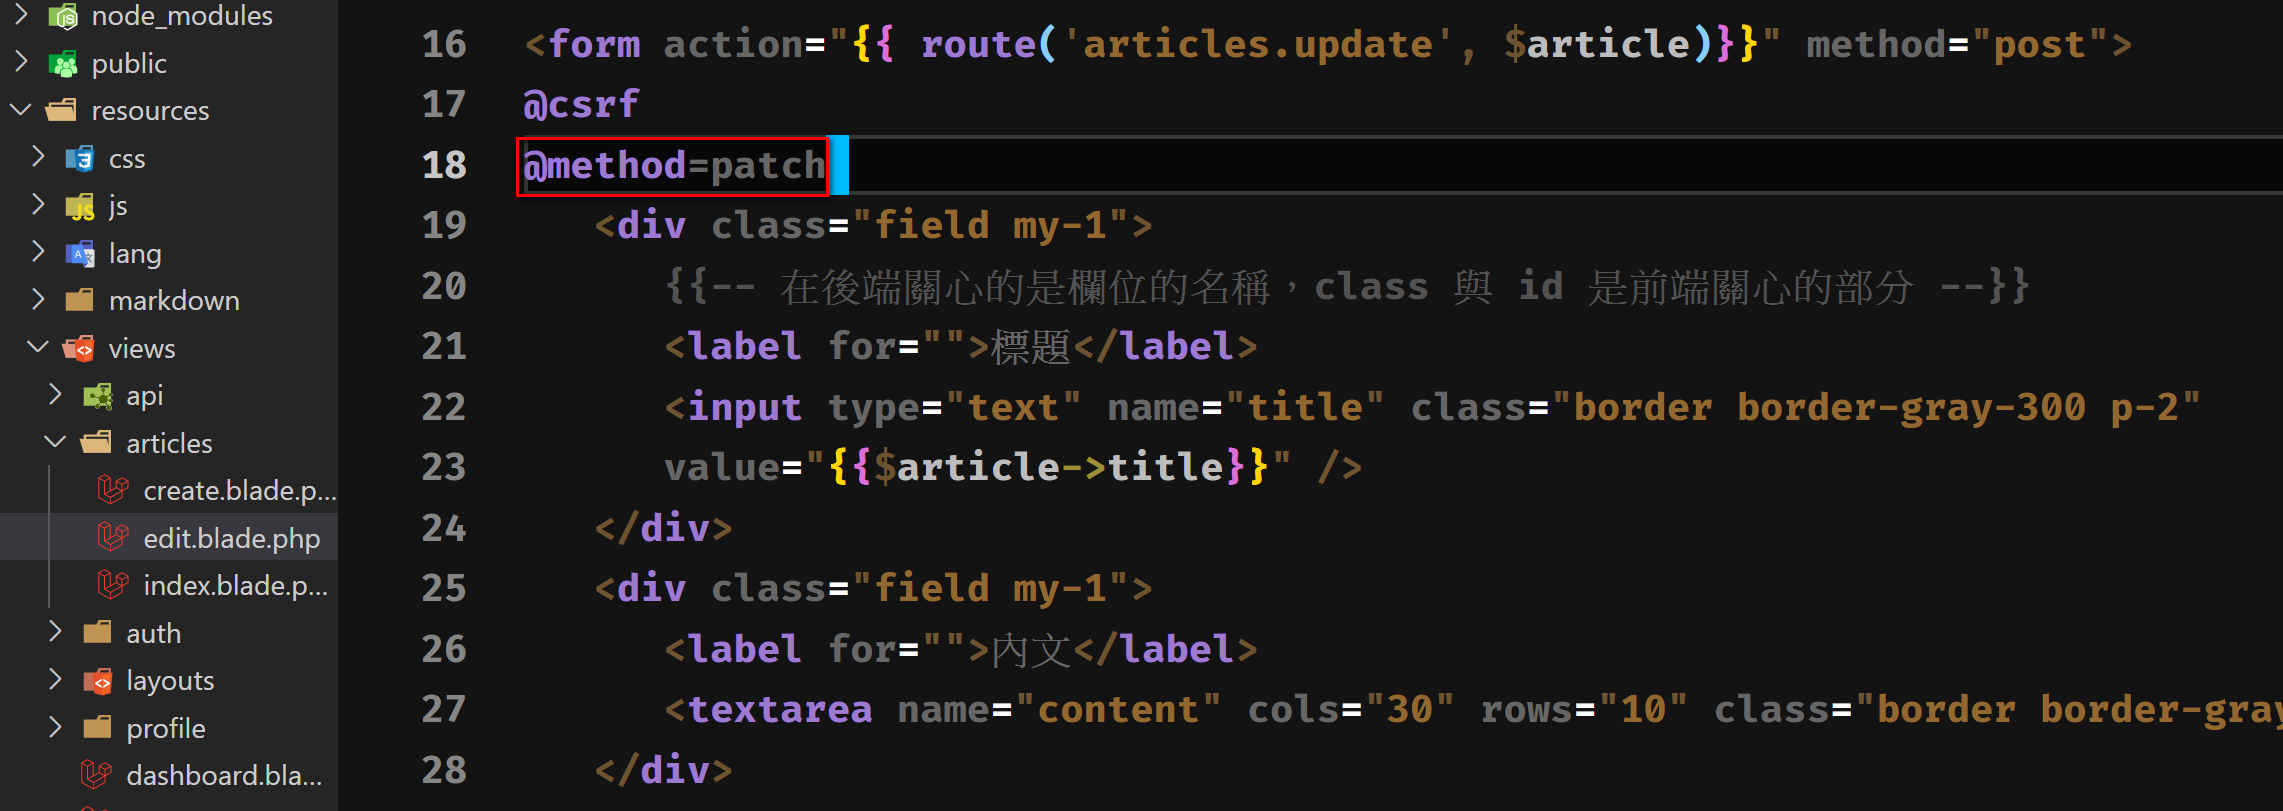 node_modules
public
resources
css
js
lang
markdown
views
api
articles
create.blade.p...
edit.blade.php
index.blade.p...
auth
layouts
profile
dashboard.bla...
16 <form action="{{ route('articles.update', $article)}}" method="post">
17 @csrf
18 @method=patch
19 <div class="field my-1">
20 {{-- 在後端關心的是欄位的名稱，class 與 id 是前端關心的部分 --}}
21 <label for="">標題</label>
22 <input type="text" name="title" class="border border-gray-300 p-2"
23 value="{{$article->title}}" />
24 </div>
25 <div class="field my-1">
26 <label for="">內文</label>
27 <textarea name="content" cols="30" rows="10" class="border border-gray
28 </div>